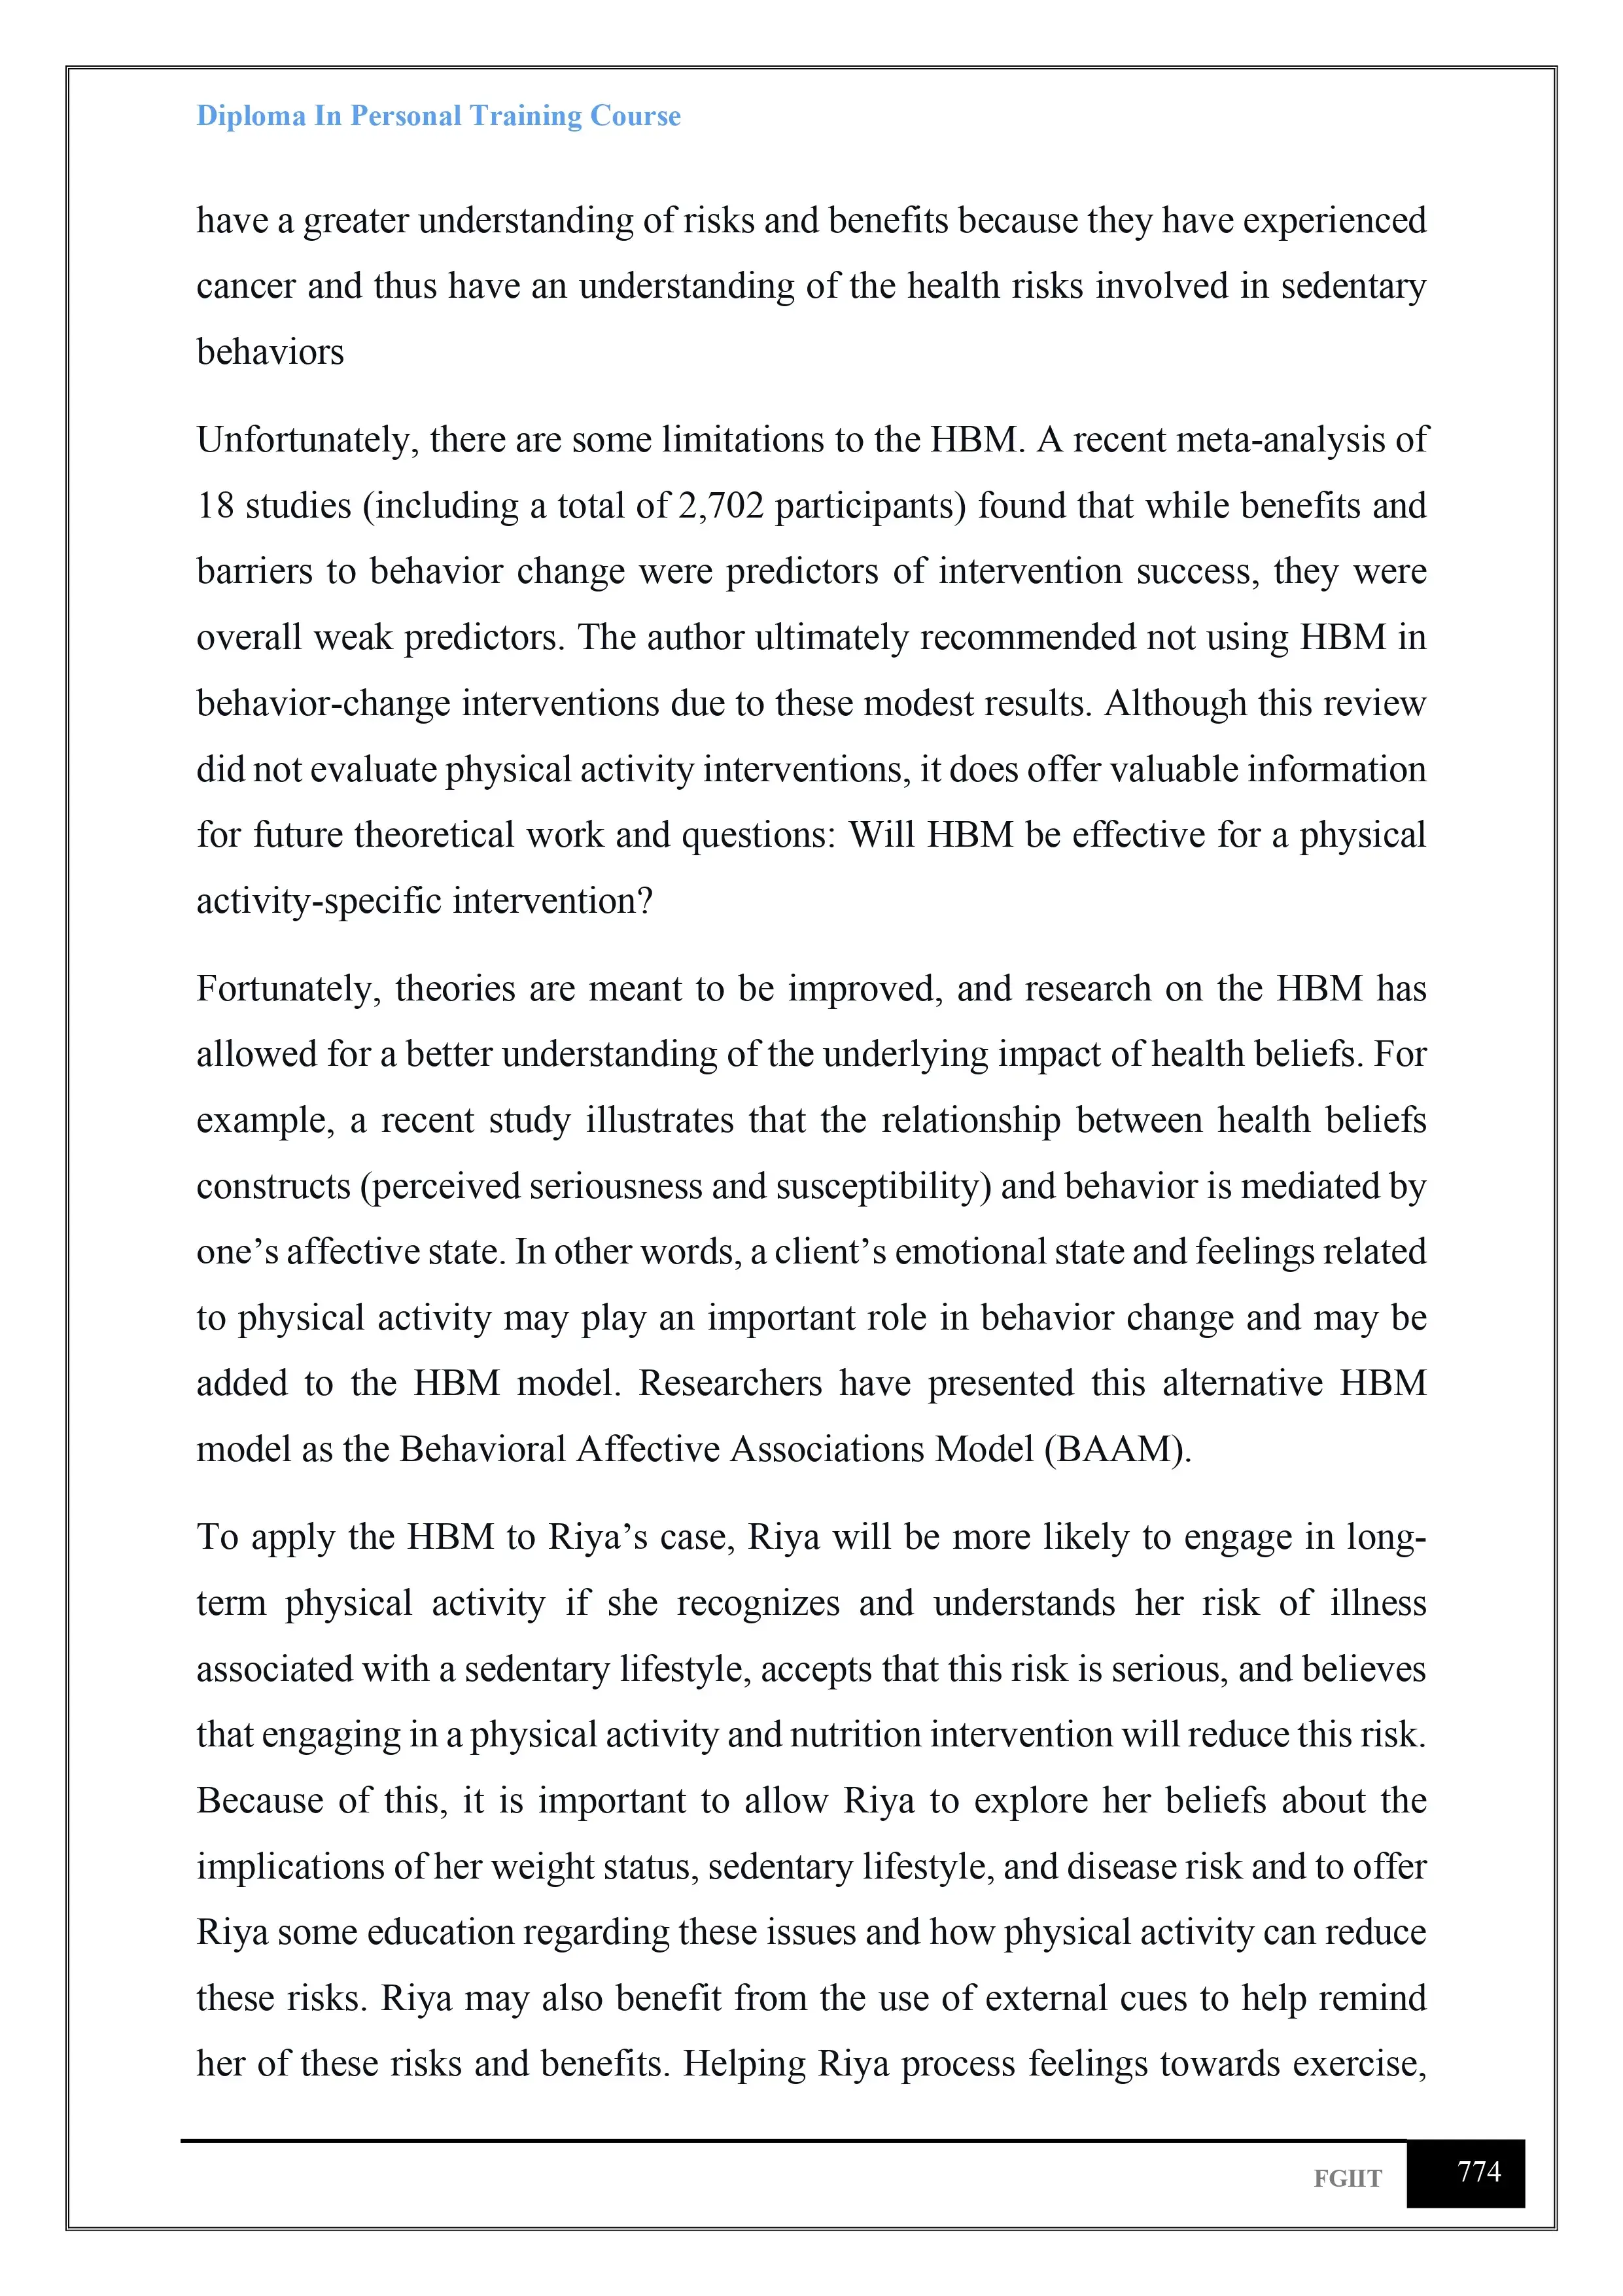 Diploma In Personal Training Course
have a greater understanding of risks and benefits because they have experienced
cancer and thus have an understanding of the health risks involved in sedentary
behaviors
Unfortunately, there are some limitations to the HBM. A recent meta-analysis of
18 studies (including a total of 2,702 participants) found that while benefits and
barriers to behavior change were predictors of intervention success, they were
overall weak predictors. The author ultimately recommended not using HBM in
behavior-change interventions due to these modest results. Although this review
did not evaluate physical activity interventions, it does offer valuable information
for future theoretical work and questions: Will HBM be effective for a physical
activity-specific intervention?
Fortunately, theories are meant to be improved, and research on the HBM has
allowed for a better understanding of the underlying impact of health beliefs. For
example, a recent study illustrates that the relationship between health beliefs
constructs (perceived seriousness and susceptibility) and behavior is mediated by
one’s affective state. In other words, a client’s emotional state and feelings related
to physical activity may play an important role in behavior change and may be
added to the HBM model. Researchers have presented this alternative HBM
model as the Behavioral Affective Associations Model (BAAM).
To apply the HBM to Riya’s case, Riya will be more likely to engage in long-
term physical activity if she recognizes and understands her risk of illness
associated with a sedentary lifestyle, accepts that this risk is serious, and believes
that engaging in a physical activity and nutrition intervention will reduce this risk.
Because of this, it is important to allow Riya to explore her beliefs about the
implications of her weight status, sedentary lifestyle, and disease risk and to offer
Riya some education regarding these issues and how physical activity can reduce
these risks. Riya may also benefit from the use of external cues to help remind
her of these risks and benefits. Helping Riya process feelings towards exercise,
FGIIT 774